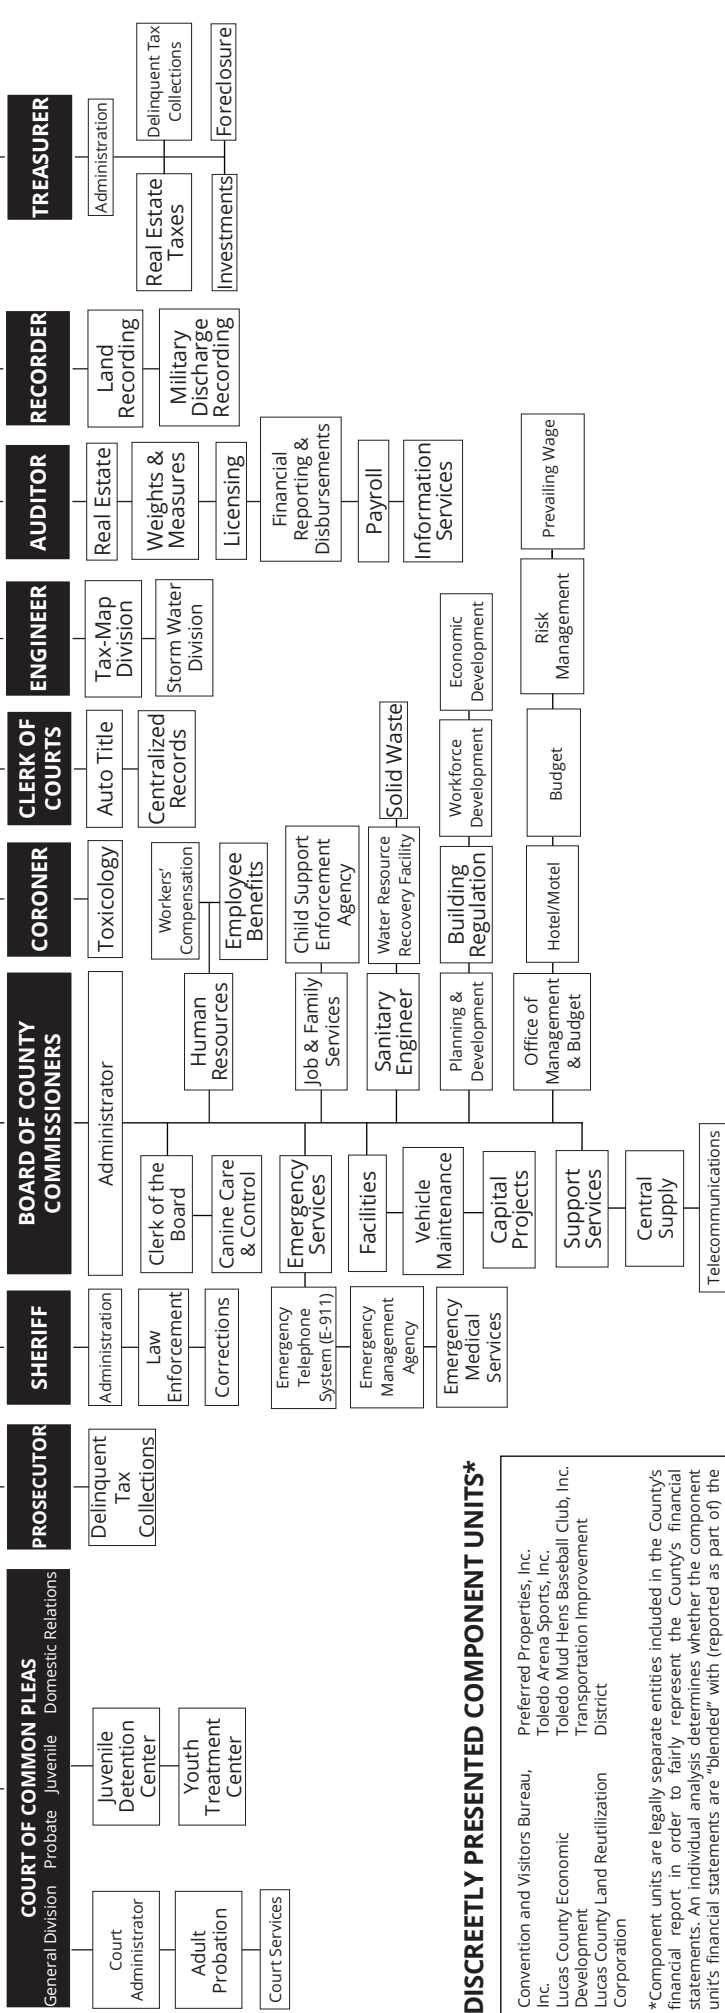 COURT OF COMMON PLEAS
General Division Probate Juvenile Domestic Relations
Court
Administrator
Adult
Probation
Court Services
Juvenile
Detention
Center
Youth
Treatment
Center
PROSECUTOR
Delinquent
Tax
Collections
SHERIFF
Administration
Law
Enforcement
Corrections
BOARD OF COUNTY
COMMISSIONERS
Administrator
Clerk of the
Board
Canine Care
& Control
Emergency
Services
Emergency
Telephone
System (E-911)
Emergency
Management
Agency
Emergency
Medical
Services
Facilities
Vehicle
Maintenance
Capital
Projects
Support
Services
Central
Supply
Telecommunications
Human
Resources
Workers'
Compensation
Employee
Benefits
Job & Family
Services
Child Support
Enforcement
Agency
Sanitary
Engineer
Water Resource
Recovery Facility
Solid Waste
Planning &
Development
Building
Regulation
Workforce
Development
Economic
Development
Office of
Management
& Budget
Hotel/Motel
Budget
Risk
Management
Prevailing Wage
CORONER
Toxicology
CLERK OF
COURTS
Auto Title
Centralized
Records
ENGINEER
Tax-Map
Division
Storm Water
Division
AUDITOR
Real Estate
Weights &
Measures
Licensing
Financial
Reporting &
Disbursements
Payroll
Information
Services
RECORDER
Land
Recording
Military
Discharge
Recording
TREASURER
Administration
Real Estate
Taxes
Delinquent Tax
Collections
Investments
Foreclosure
DISCREETLY PRESENTED COMPONENT UNITS*
Convention and Visitors Bureau,
Inc.
Lucas County Economic
Development
Lucas County Land Reutilization
Corporation
Preferred Properties, Inc.
Toledo Arena Sports, Inc.
Toledo Mud Hens Baseball Club, Inc.
Transportation Improvement
District
*Component units are legally separate entities included in the County's
financial report in order to fairly represent the County's financial
statements. An individual analysis determines whether the component
unit's financial statements are "blended" with (reported as part of) the